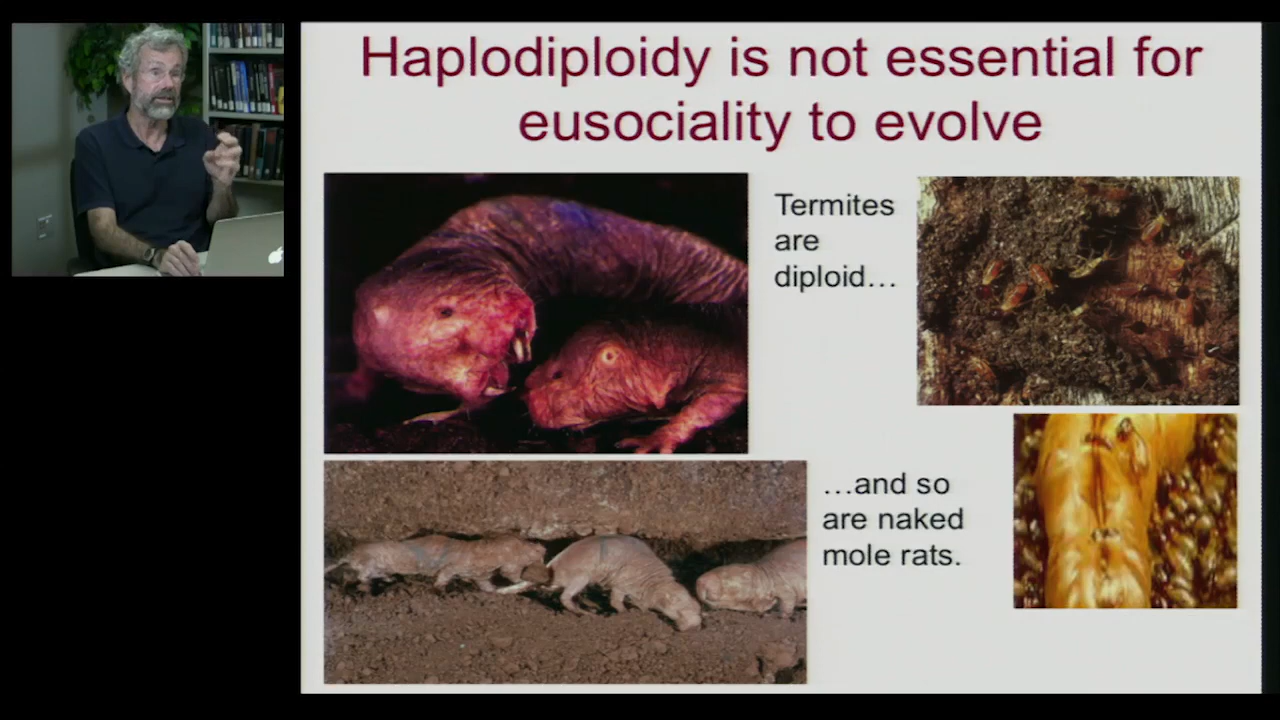 Haplodiploidy is not essential for
eusociality to evolve
Termites
are
diploid…
…and so
are naked
mole rats.